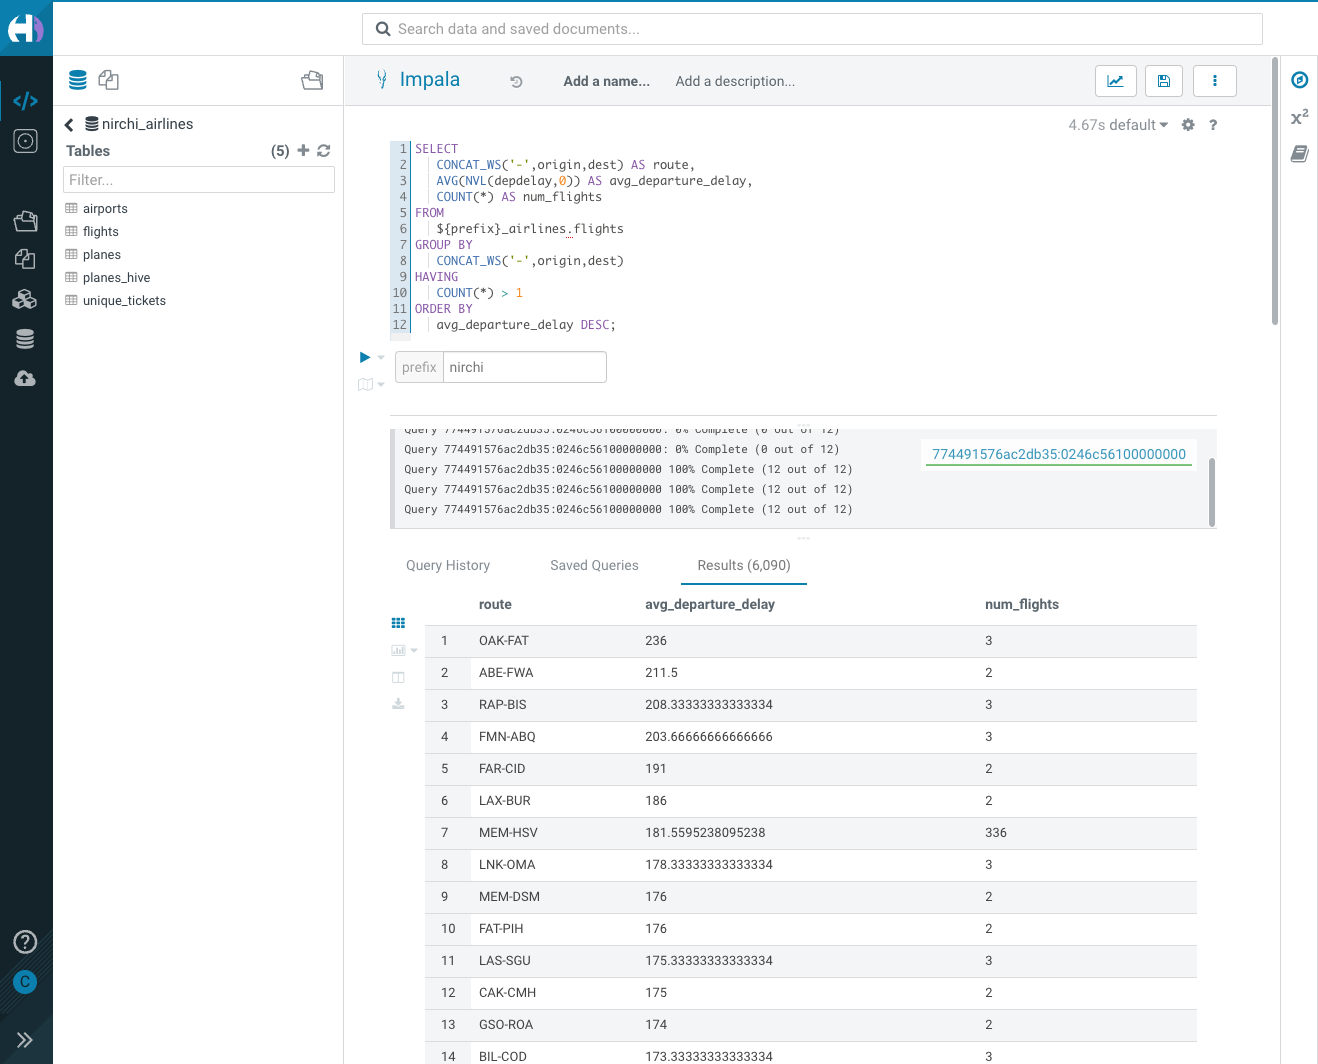 Search data and saved documents...
Impala
Add a name...
Add a description...
nirchi_airlines
Tables
(5)
Filter...
airports
flights
planes
planes_hive
unique_tickets
4.67s default
?
x²
1 SELECT
2 CONCAT_WS('-',origin,dest) AS route,
3 AVG(NVL(depdelay,0)) AS avg_departure_delay,
4 COUNT(*) AS num_flights
5 FROM
6 ${prefix}_airlines.flights
7 GROUP BY
8 CONCAT_WS('-',origin,dest)
9 HAVING
10 COUNT(*) > 1
11 ORDER BY
12 avg_departure_delay DESC;
prefix nirchi
Query 774491576ac2db35:0246c56100000000: 0% Complete (0 out of 12)
Query 774491576ac2db35:0246c56100000000: 0% Complete (0 out of 12)
Query 774491576ac2db35:0246c56100000000 100% Complete (12 out of 12)
Query 774491576ac2db35:0246c56100000000 100% Complete (12 out of 12)
Query 774491576ac2db35:0246c56100000000 100% Complete (12 out of 12)
774491576ac2db35:0246c56100000000
Query History Saved Queries Results (6,090)
route avg_departure_delay num_flights
1 OAK-FAT 236 3
2 ABE-FWA 211.5 2
3 RAP-BIS 208.33333333333334 3
4 FMN-ABQ 203.66666666666666 3
5 FAR-CID 191 2
6 LAX-BUR 186 2
7 MEM-HSV 181.5595238095238 336
8 LNK-OMA 178.33333333333334 3
9 MEM-DSM 176 2
10 FAT-PIH 176 2
11 LAS-SGU 175.33333333333334 3
12 CAK-CMH 175 2
13 GSO-ROA 174 2
14 BIL-COD 173.33333333333334 3
?
C